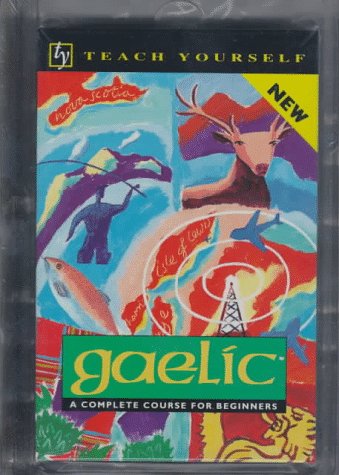 ty TEACH YOURSELF
NEW
nova scotia
isle of lewis
gaelic
A COMPLETE COURSE FOR BEGINNERS